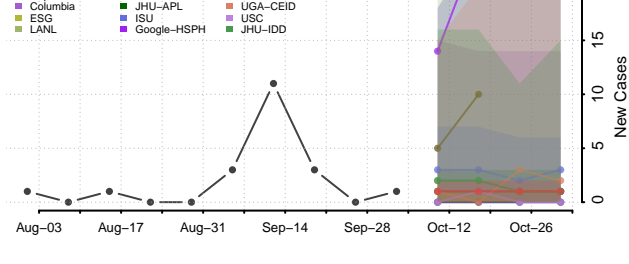 Columbia JHU–APL UGA–CEID
ESG ISU USC
LANL Google–HSPH JHU–IDD
15
10
5
0
New Cases
Aug–03 Aug–17 Aug–31 Sep–14 Sep–28 Oct–12 Oct–26